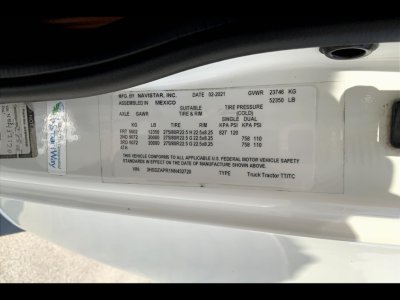 MFG. BY NAVISTAR, INC. DATE 02-2021 GVWR 23746 KG
ASSEMBLED IN MEXICO 52350 LB
SUITABLE TIRE PRESSURE
AXLE GAWR TIRE & RIM (COLD)
SINGLE DUAL
KG LB KPA PSI KPA PSI
FRT 5602 12350 275/80R22.5 H 22.5x8.25 827 120
2ND 9072 20000 275/80R22.5 G 22.5x8.25 758 110
3RD 9072 20000 275/80R22.5 G 22.5x8.25 758 110
4TH
THIS VEHICLE CONFORMS TO ALL APPLICABLE U.S. FEDERAL MOTOR VEHICLE SAFETY
STANDARDS IN EFFECT ON THE DATE OF MANUFACTURE SHOWN ABOVE.
VIN: TYPE Truck Tractor TT/TC